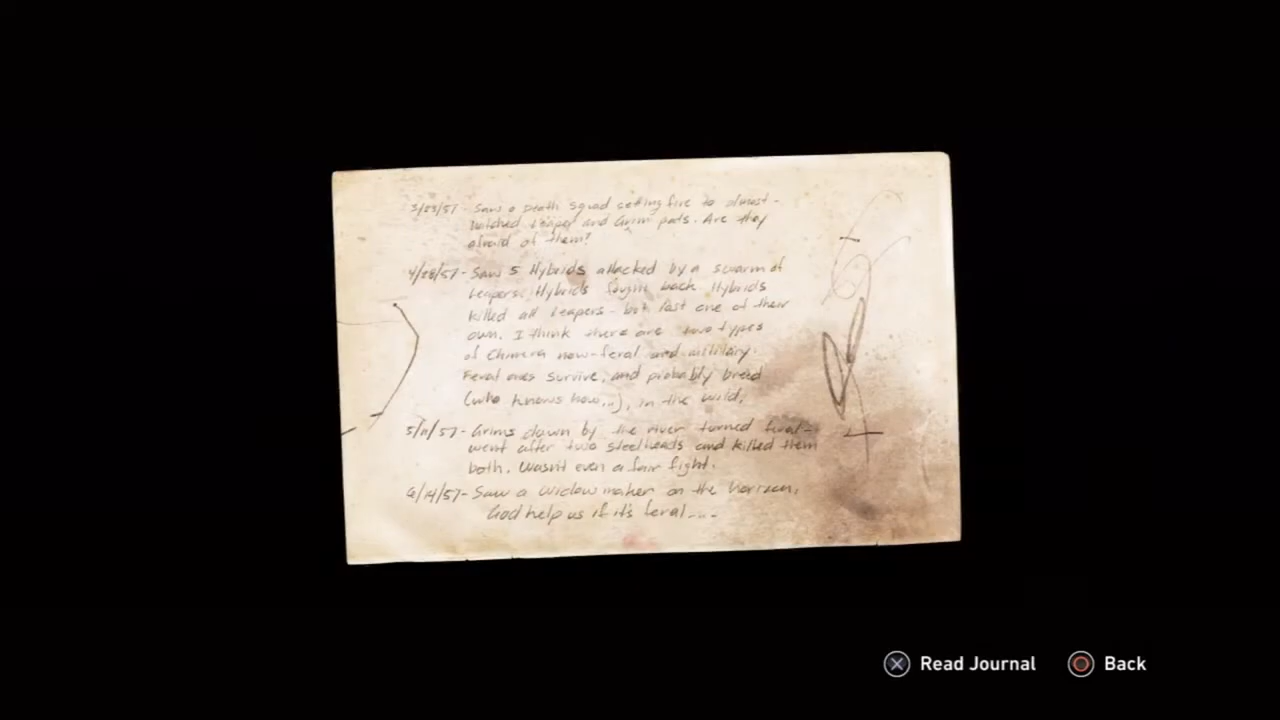 3/23/57 - Saw a Death Squad setting fire to almost-
hatched Leaper and Grim pods. Are they
afraid of them?
4/28/57 - Saw 5 Hybrids attacked by a swarm of
Leapers. Hybrids fought back. Hybrids
killed all Leapers - but lost one of their
own. I think there are two types
of Chimera now - feral and military.
Feral ones survive, and probably breed
(who knows how...), in the wild.
5/11/57 - Grims down by the river turned feral -
went after two steelheads and killed them
both. Wasn't even a fair fight.
6/14/57 - Saw a Widowmaker on the horizon.
God help us if it's feral....
Read Journal
Back